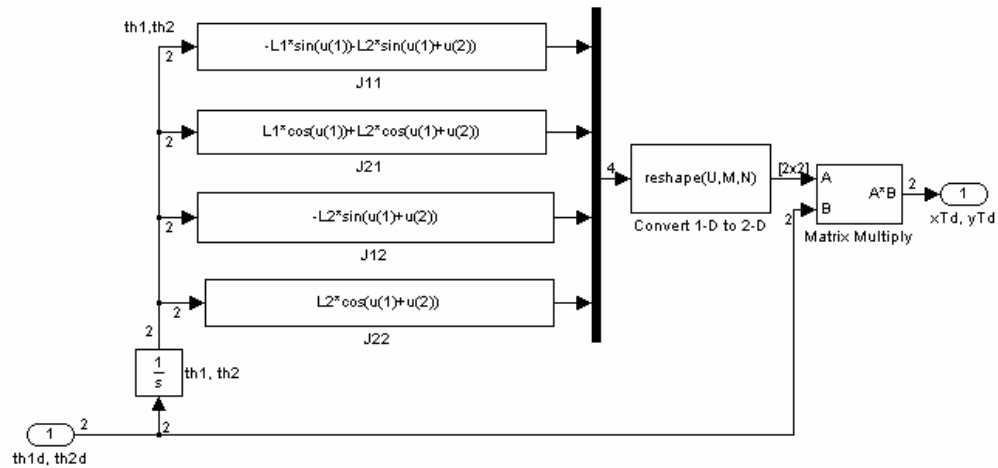 th1,th2
2
-L1*sin(u(1))-L2*sin(u(1)+u(2))
J11
2
L1*cos(u(1))+L2*cos(u(1)+u(2))
J21
4
reshape(U,M,N)
Convert 1-D to 2-D
[2x2]
A
B
A*B
2
Matrix Multiply
2
1
xTd, yTd
2
-L2*sin(u(1)+u(2))
J12
2
L2*cos(u(1)+u(2))
J22
2
1
s
th1, th2
1
2
2
th1d, th2d